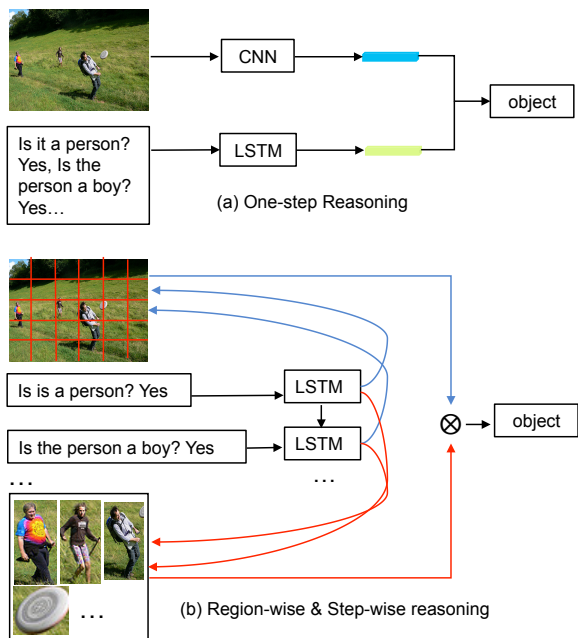 CNN
object
Is it a person?
Yes, Is the
person a boy?
Yes…
LSTM
(a) One-step Reasoning
Is is a person? Yes
LSTM
Is the person a boy? Yes
LSTM
object
...
...
...
(b) Region-wise & Step-wise reasoning